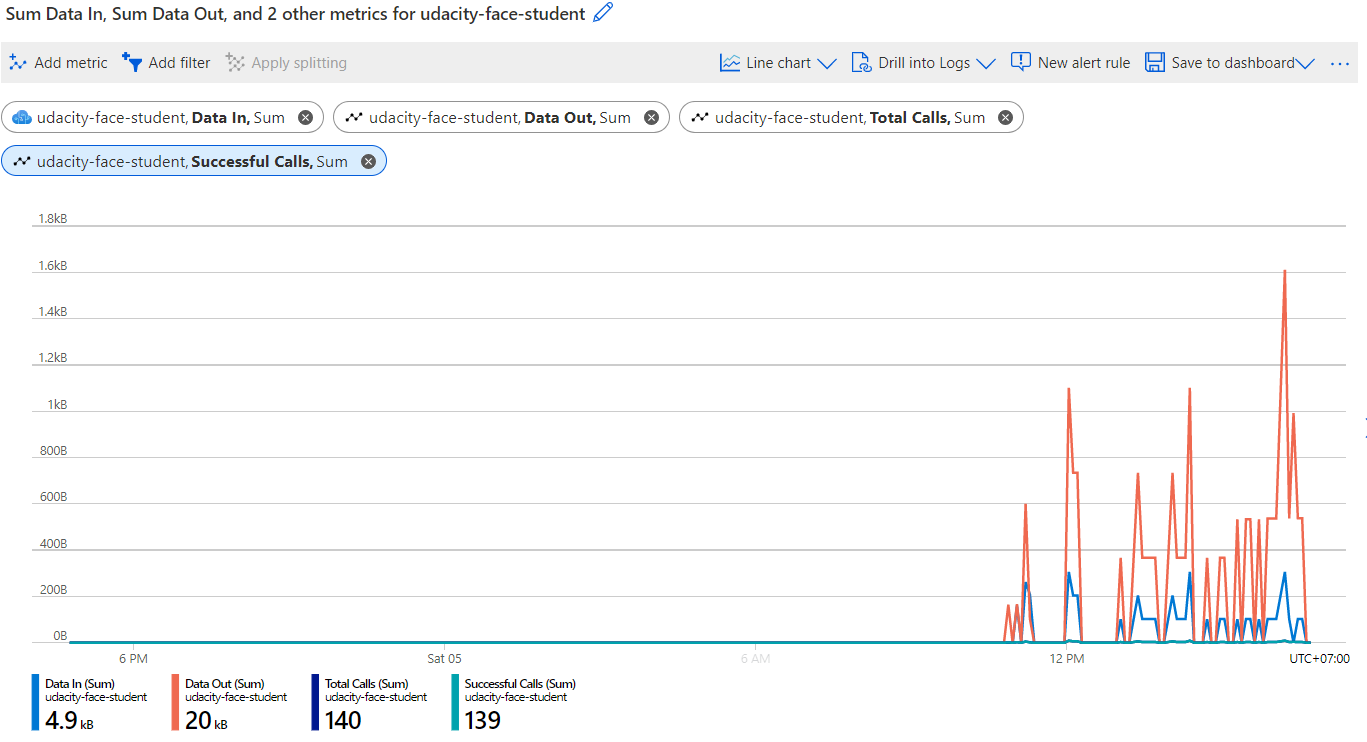 Sum Data In, Sum Data Out, and 2 other metrics for udacity-face-student
Add metric Add filter Apply splitting Line chart Drill into Logs New alert rule Save to dashboard ...
udacity-face-student, Data In, Sum udacity-face-student, Data Out, Sum udacity-face-student, Total Calls, Sum
udacity-face-student, Successful Calls, Sum
1.8kB
1.6kB
1.4kB
1.2kB
1kB
800B
600B
400B
200B
0B
6 PM Sat 05 6 AM 12 PM UTC+07:00
Data In (Sum) Data Out (Sum) Total Calls (Sum) Successful Calls (Sum)
udacity-face-student udacity-face-student udacity-face-student udacity-face-student
4.9 kB 20 kB 140 139